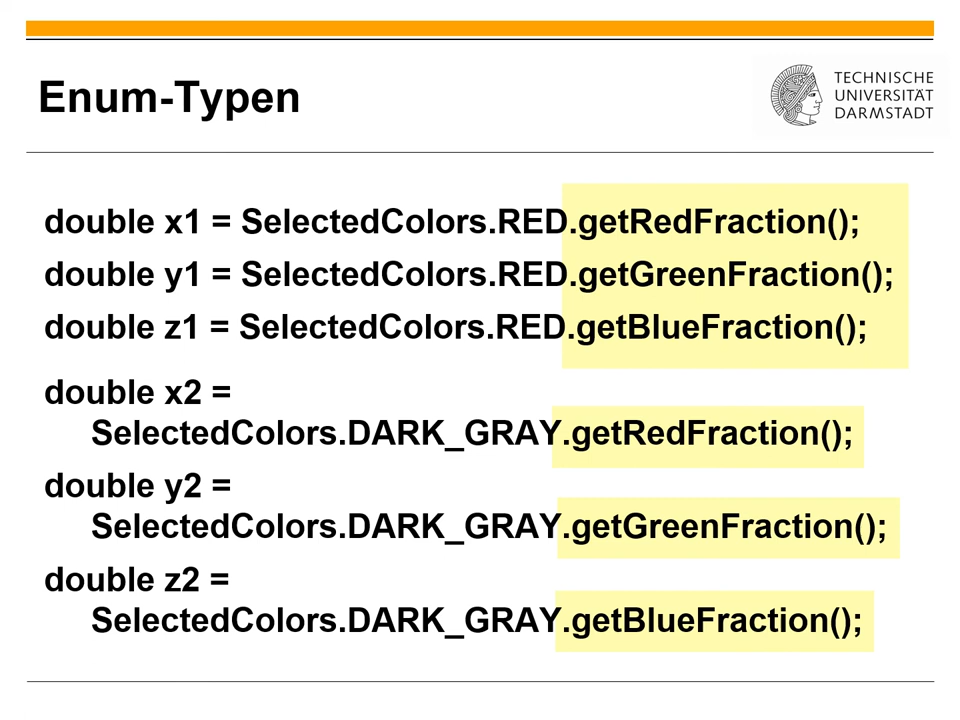 Enum-Typen
TECHNISCHE
UNIVERSITÄT
DARMSTADT
double x1 = SelectedColors.RED.getRedFraction();
double y1 = SelectedColors.RED.getGreenFraction();
double z1 = SelectedColors.RED.getBlueFraction();
double x2 =
SelectedColors.DARK_GRAY.getRedFraction();
double y2 =
SelectedColors.DARK_GRAY.getGreenFraction();
double z2 =
SelectedColors.DARK_GRAY.getBlueFraction();